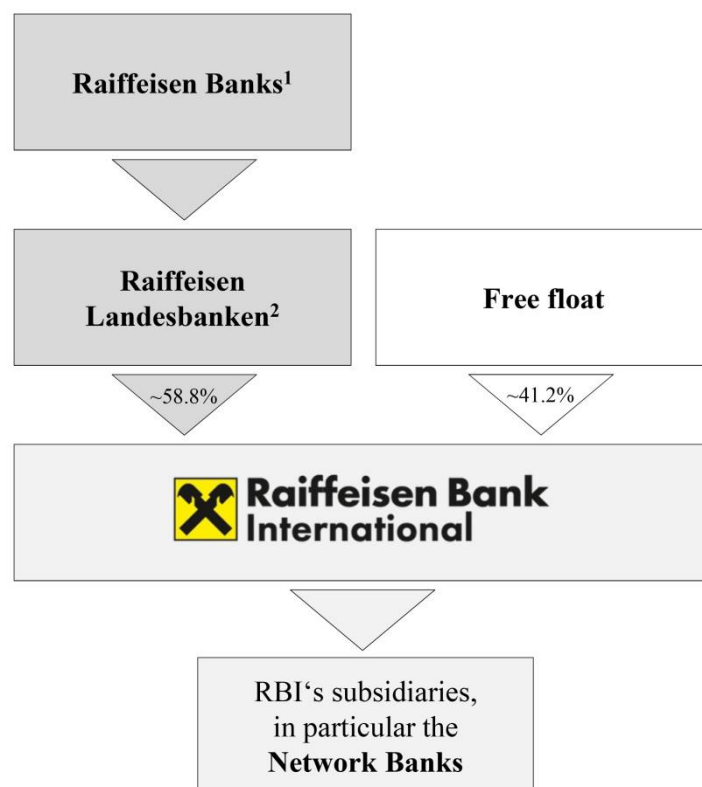 Raiffeisen Banks¹
Raiffeisen
Landesbanken²
Free float
~58.8%
~41.2%
Raiffeisen Bank
International
RBI‘s subsidiaries,
in particular the
Network Banks